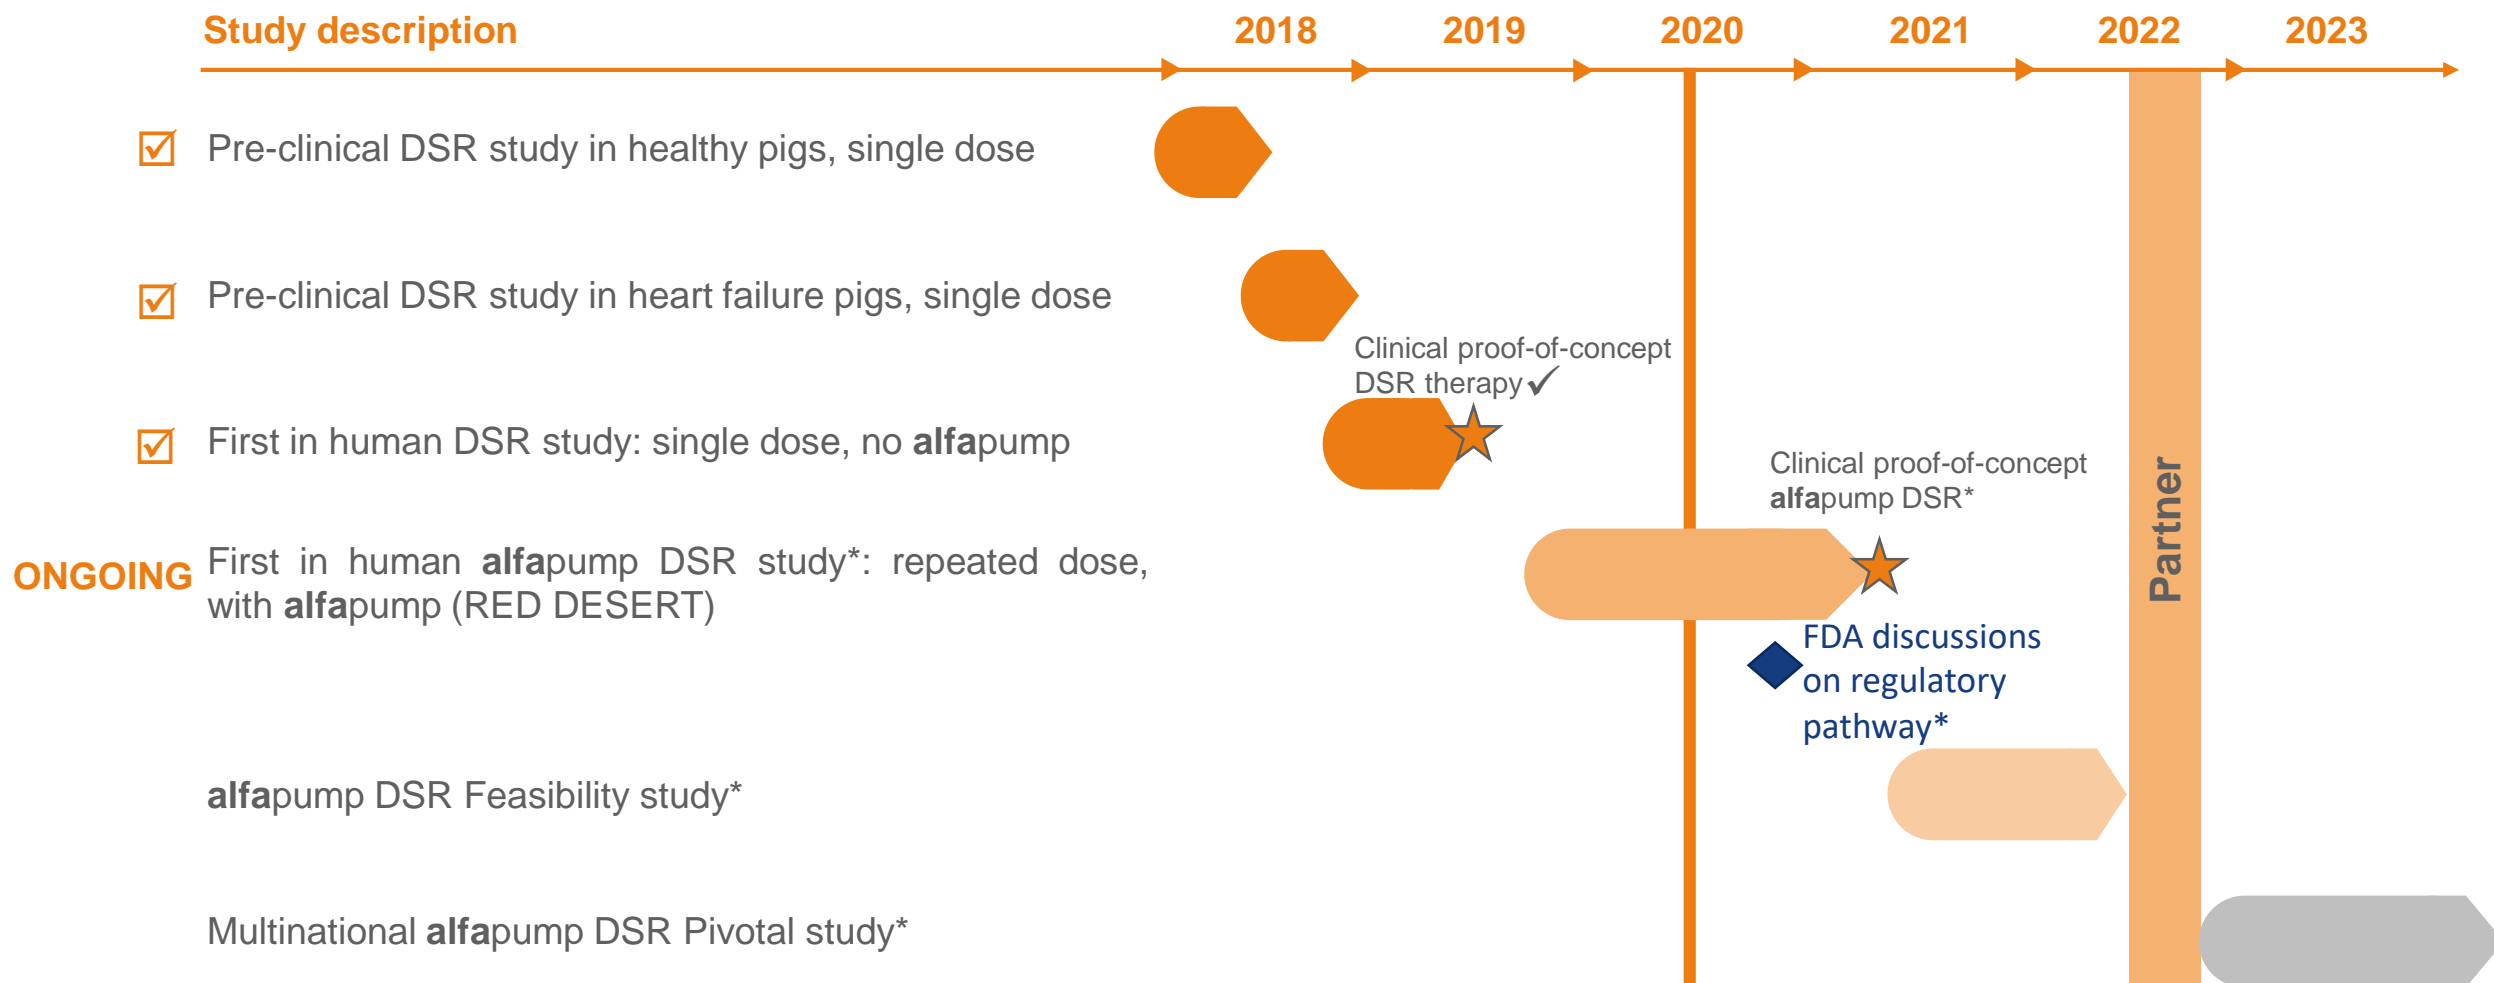 Study description 2018 2019 2020 2021 2022 2023
Pre-clinical DSR study in healthy pigs, single dose
Pre-clinical DSR study in heart failure pigs, single dose
Clinical proof-of-concept
DSR therapy
First in human DSR study: single dose, no alfapump
Clinical proof-of-concept
alfapump DSR*
Partner
ONGOING
First in human alfapump DSR study*: repeated dose,
with alfapump (RED DESERT)
FDA discussions
on regulatory
pathway*
alfapump DSR Feasibility study*
Multinational alfapump DSR Pivotal study*